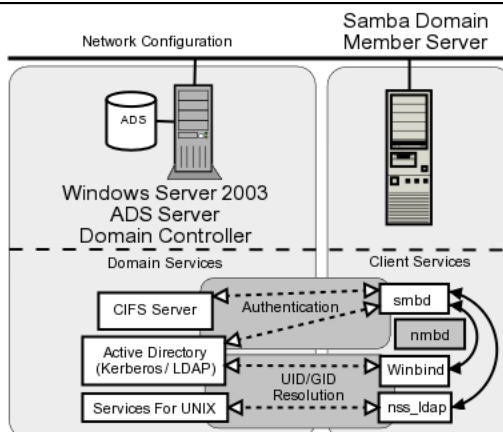 Network Configuration
Samba Domain
Member Server
ADS
Windows Server 2003
ADS Server
Domain Controller
Domain Services
Client Services
CIFS Server
Authentication
smbd
nmbd
Active Directory
(Kerberos / LDAP)
UID/GID
Resolution
Winbind
Services For UNIX
nss_ldap